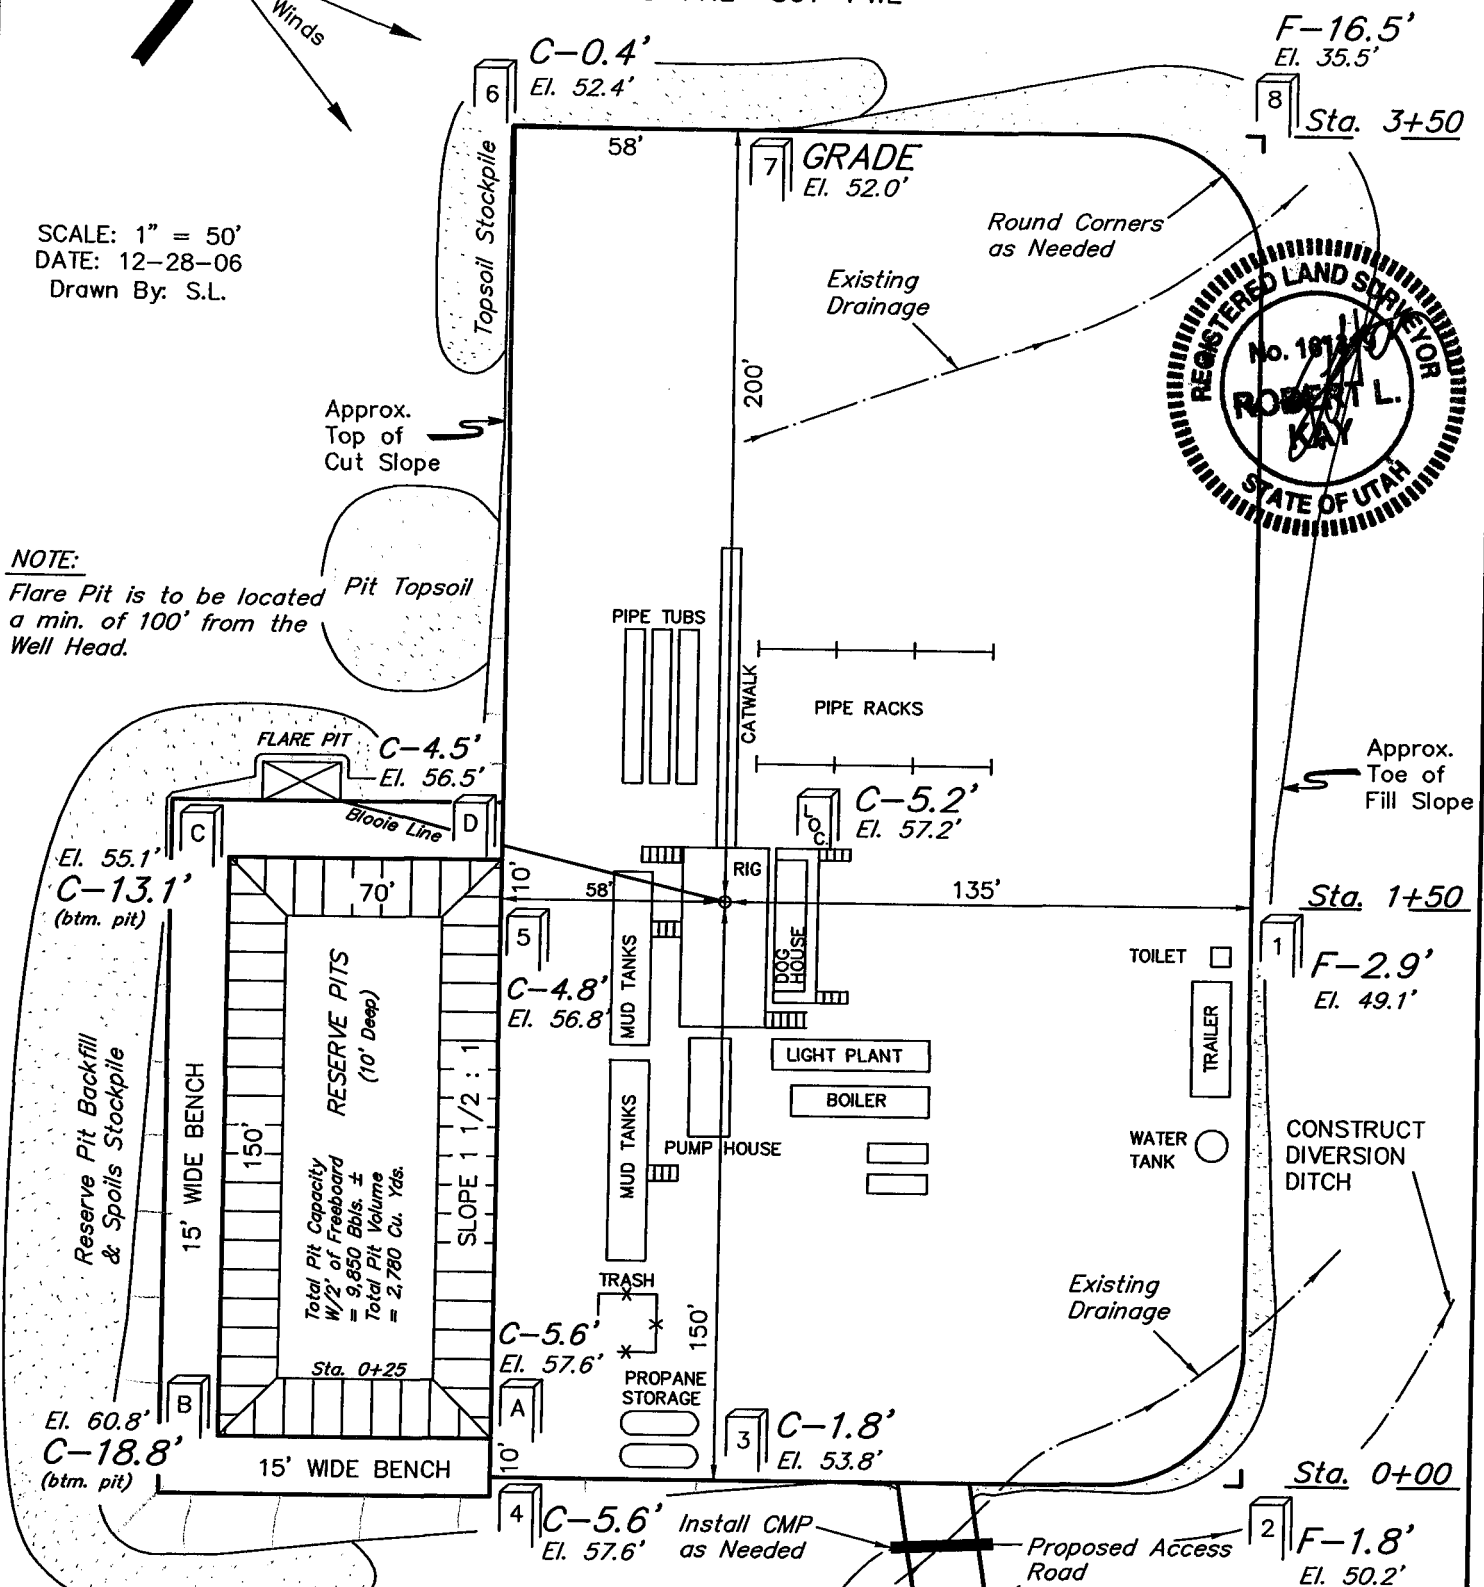 Winds
C-0.4'
El. 52.4'
F-16.5'
El. 35.5'
6
8
Sta. 3+50
58'
7
GRADE
El. 52.0'
Topsoil Stockpile
Round Corners
as Needed
SCALE: 1" = 50'
DATE: 12-28-06
Drawn By: S.L.
Existing
Drainage
REGISTERED LAND SURVEYOR
ROBERT L.
KAY
STATE OF UTAH
200'
Approx.
Top of
Cut Slope
NOTE:
Flare Pit is to be located
a min. of 100' from the
Well Head.
Pit Topsoil
PIPE TUBS
CATWALK
PIPE RACKS
FLARE PIT
C-4.5'
El. 56.5'
Approx.
Toe of
Fill Slope
Blooie Line
D
C
LOC.
C-5.2'
El. 57.2'
El. 55.1'
C-13.1'
(btm. pit)
70'
10'
58'
RIG
135'
Sta. 1+50
5
C-4.8'
El. 56.8'
MUD TANKS
DOG
HOUSE
TOILET
1
F-2.9'
El. 49.1'
TRAILER
RESERVE PITS
(10' Deep)
Reserve Pit Backfill
& Spoils Stockpile
15' WIDE BENCH
150'
SLOPE 1 1/2 : 1
Total Pit Capacity
W/2' of Freeboard
= 9,850 Bbls. ±
Total Pit Volume
= 2,780 Cu. Yds.
LIGHT PLANT
BOILER
PUMP HOUSE
MUD TANKS
WATER
TANK
CONSTRUCT
DIVERSION
DITCH
TRASH
C-5.6'
El. 57.6'
150'
Existing
Drainage
Sta. 0+25
PROPANE
STORAGE
B
A
El. 60.8'
C-18.8'
(btm. pit)
10'
15' WIDE BENCH
3
C-1.8'
El. 53.8'
Sta. 0+00
4
C-5.6'
El. 57.6'
Install CMP
as Needed
Proposed Access
Road
2
F-1.8'
El. 50.2'